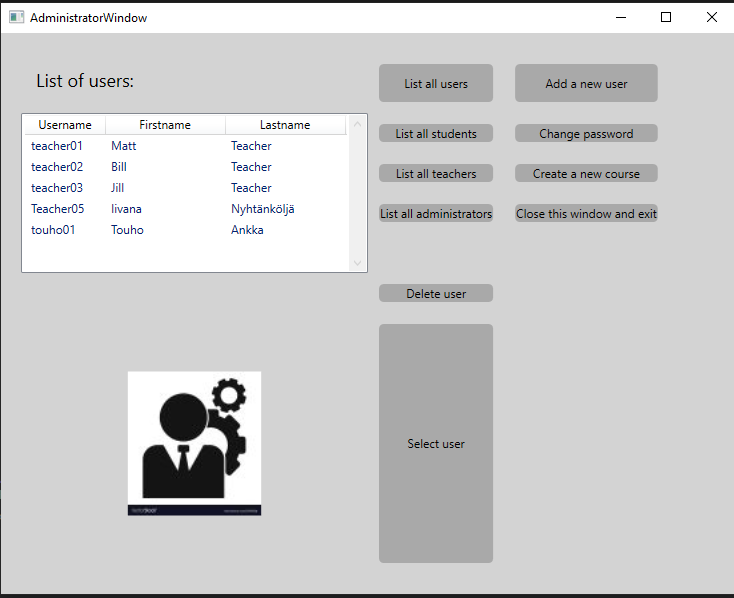 AdministratorWindow
List of users:
Username Firstname Lastname
teacher01 Matt Teacher
teacher02 Bill Teacher
teacher03 Jill Teacher
Teacher05 Iivana Nyhtänköljä
touho01 Touho Ankka
List all users
Add a new user
List all students
Change password
List all teachers
Create a new course
List all administrators
Close this window and exit
Delete user
Select user